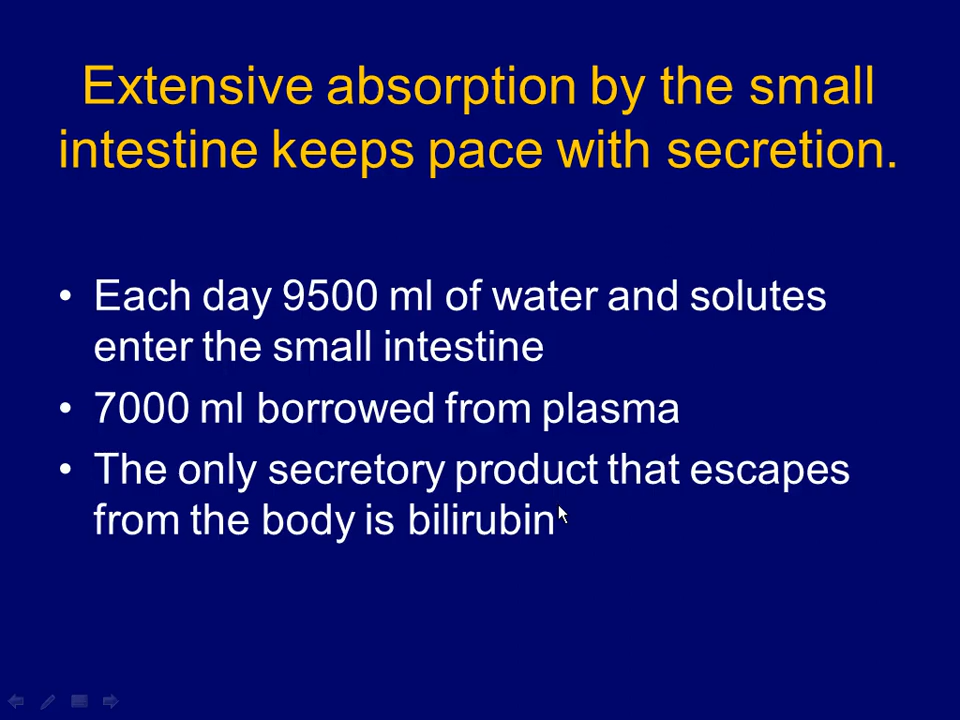 Extensive absorption by the small
intestine keeps pace with secretion.
• Each day 9500 ml of water and solutes
enter the small intestine
• 7000 ml borrowed from plasma
• The only secretory product that escapes
from the body is bilirubin